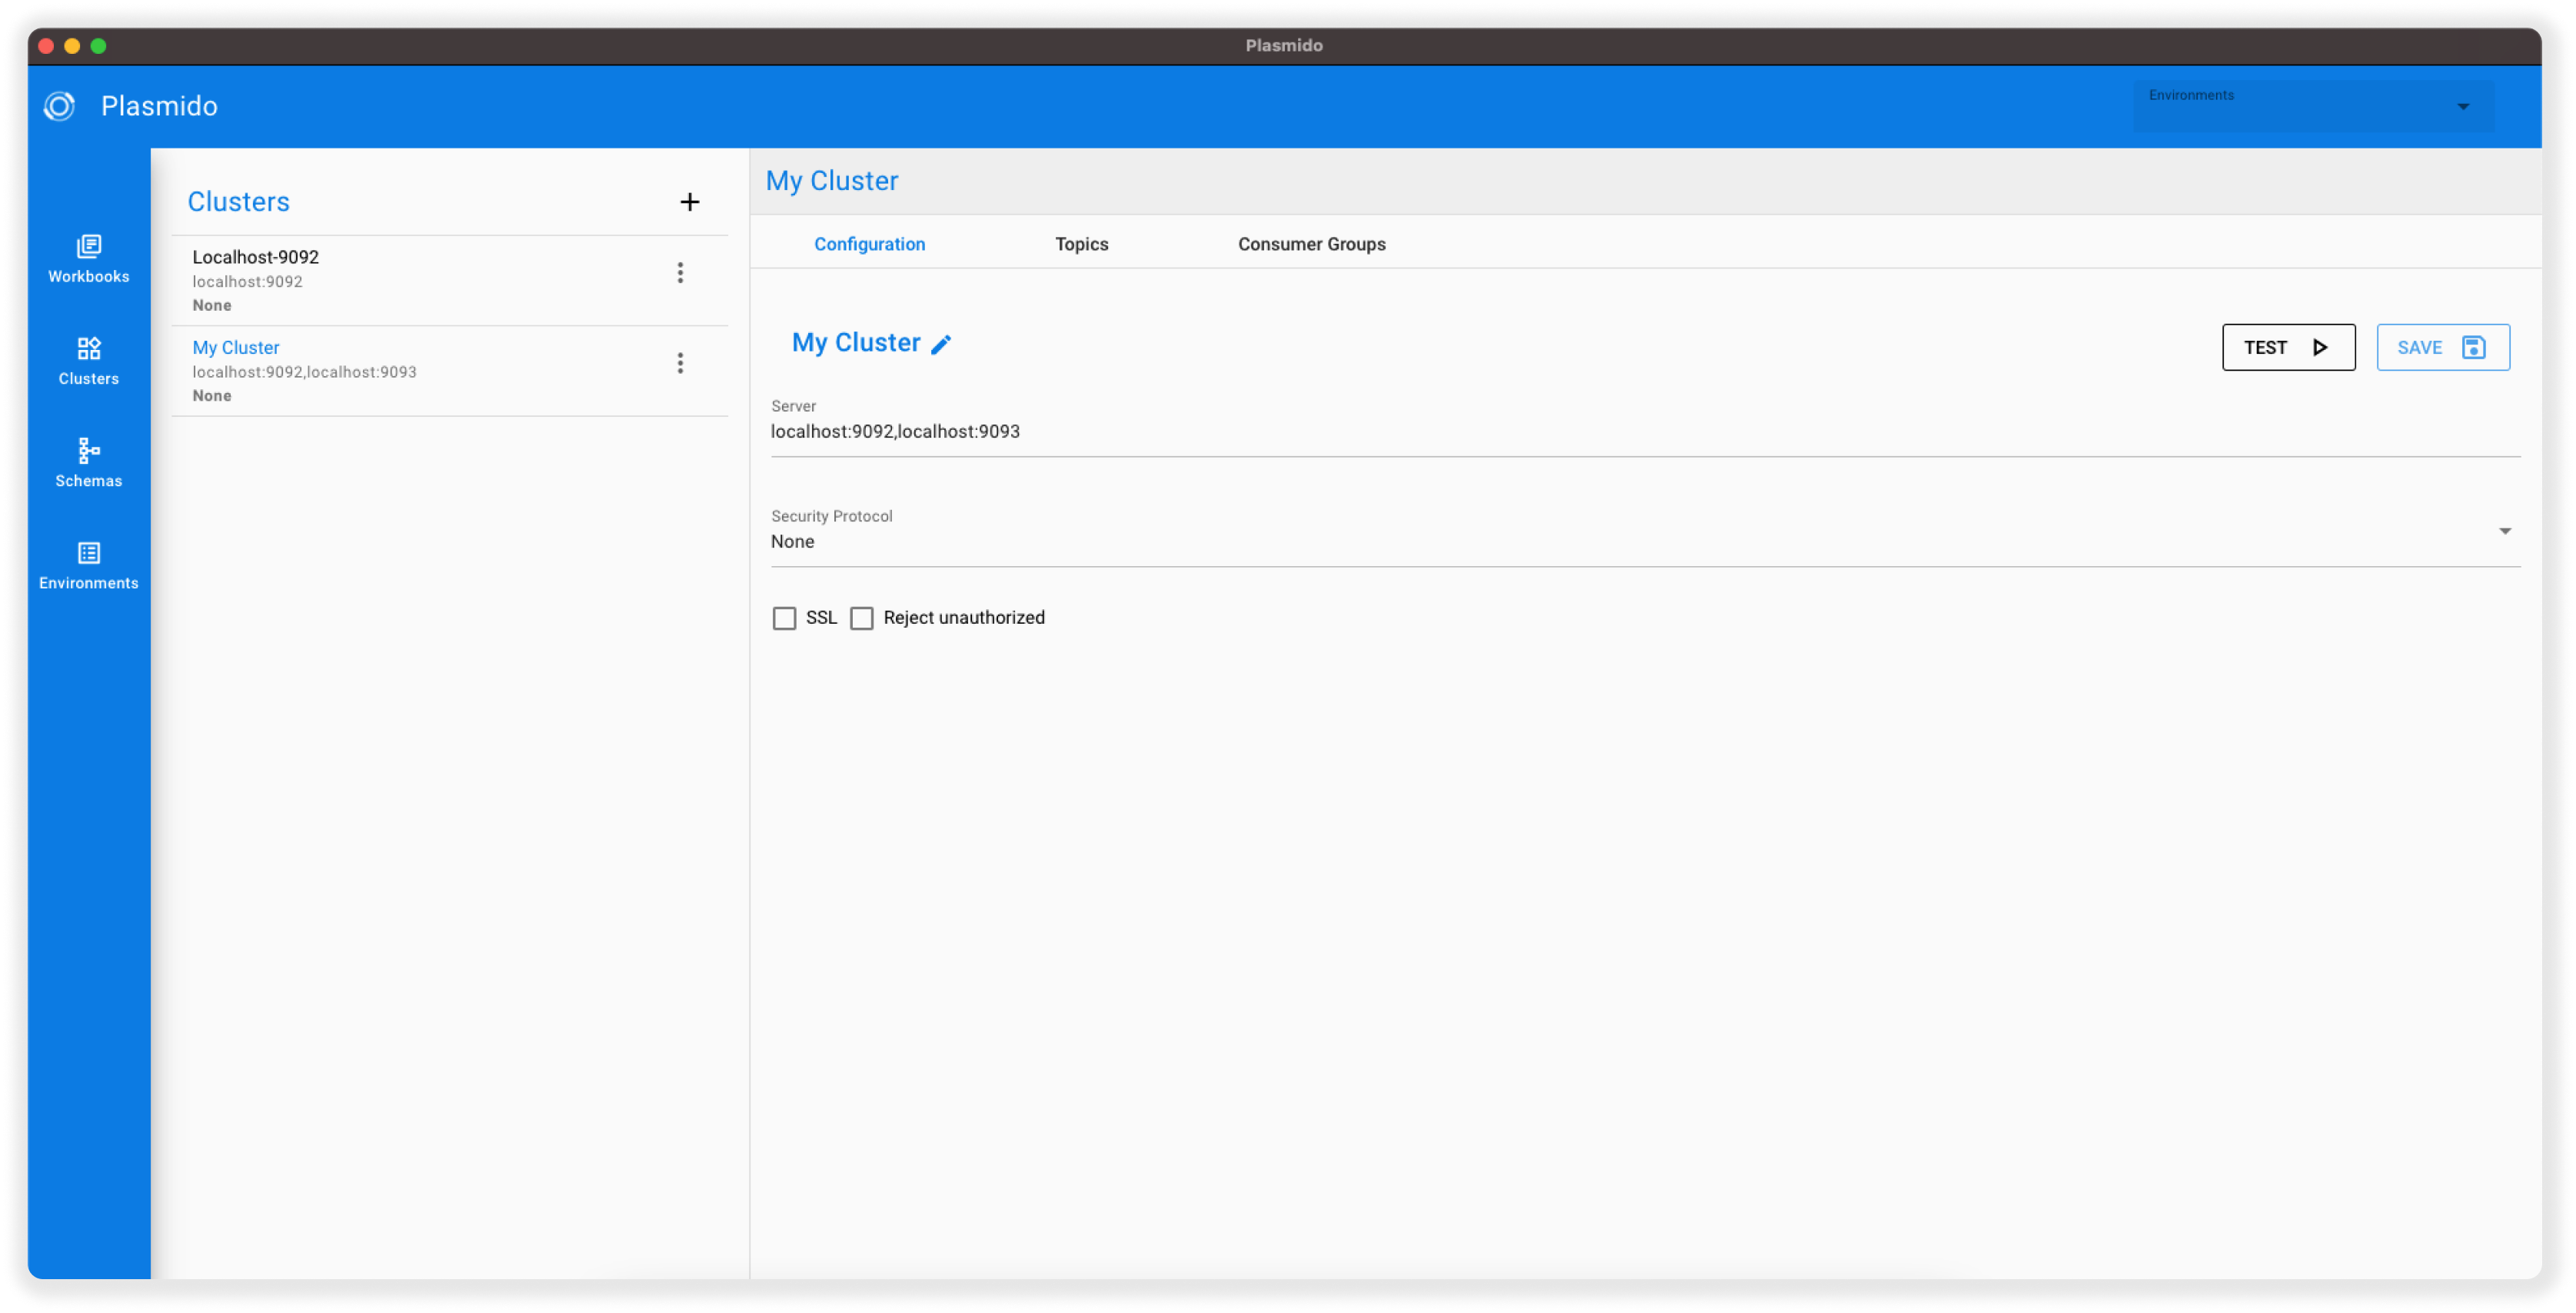 Plasmido
Plasmido
Environments
Workbooks
Clusters
Schemas
Environments
Clusters
Localhost-9092
localhost:9092
None
My Cluster
localhost:9092,localhost:9093
None
My Cluster
Configuration Topics Consumer Groups
My Cluster
TEST SAVE
Server
localhost:9092,localhost:9093
Security Protocol
None
SSL Reject unauthorized